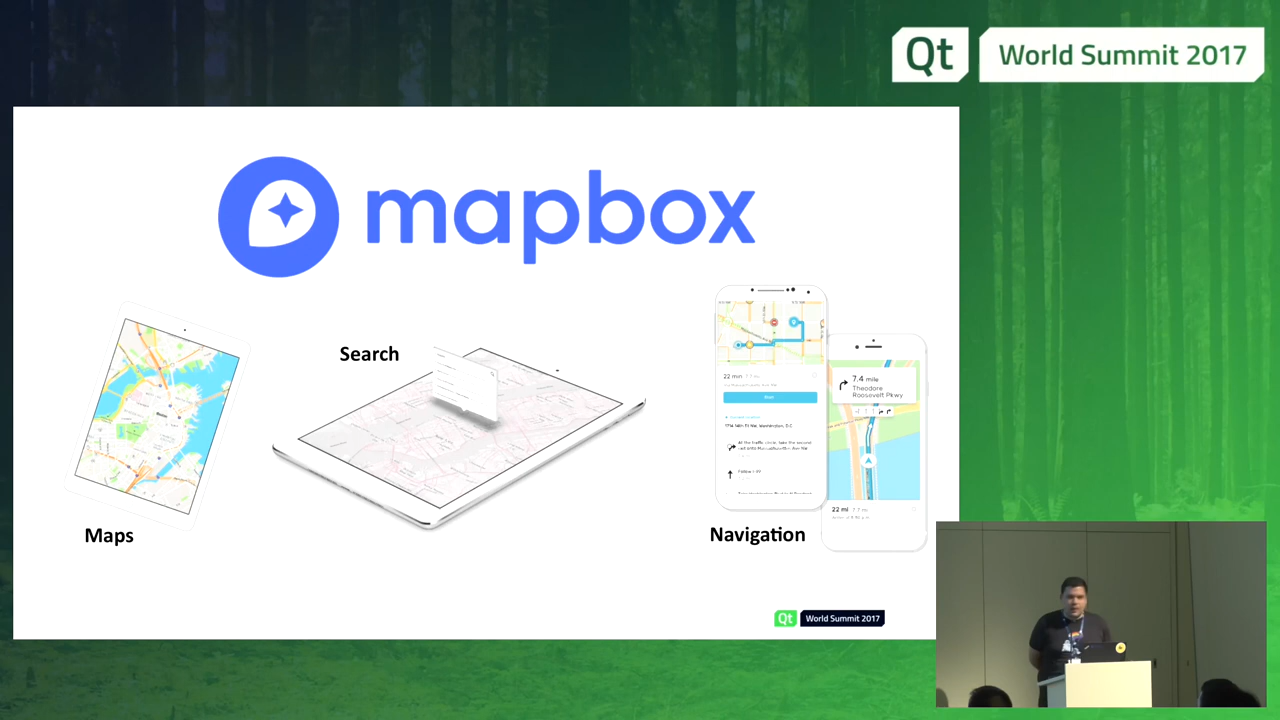 Qt World Summit 2017
mapbox
Search
Maps
Navigation
22 min
7.4 mile
Theodore
Roosevelt Pkwy
22 mi
Qt World Summit 2017